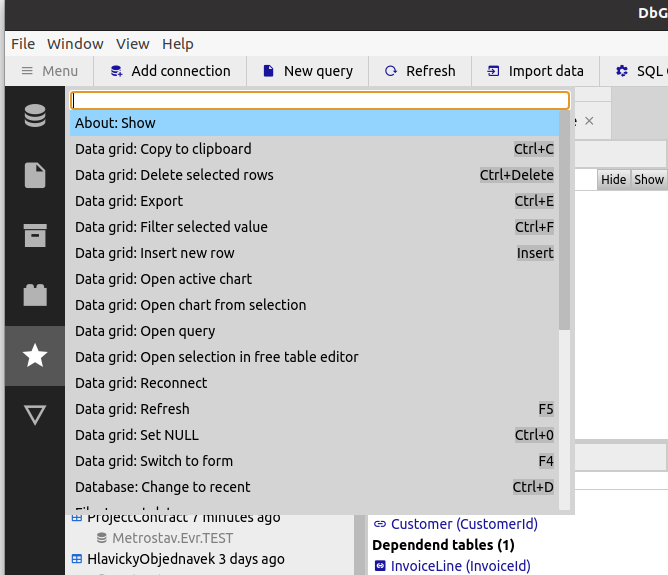 DbG
File Window View Help
Menu Add connection New query Refresh Import data SQL
About: Show
Data grid: Copy to clipboard Ctrl+C
Data grid: Delete selected rows Ctrl+Delete
Hide Show
Data grid: Export Ctrl+E
Data grid: Filter selected value Ctrl+F
Data grid: Insert new row Insert
Data grid: Open active chart
Data grid: Open chart from selection
Data grid: Open query
Data grid: Open selection in free table editor
Data grid: Reconnect
Data grid: Refresh F5
Data grid: Set NULL Ctrl+0
Data grid: Switch to form F4
Database: Change to recent Ctrl+D
ProjectContract 7 minutes ago
Metrostav.Evr.TEST
HlavickyObjednavek 3 days ago
Customer (CustomerId)
Dependend tables (1)
InvoiceLine (InvoiceId)